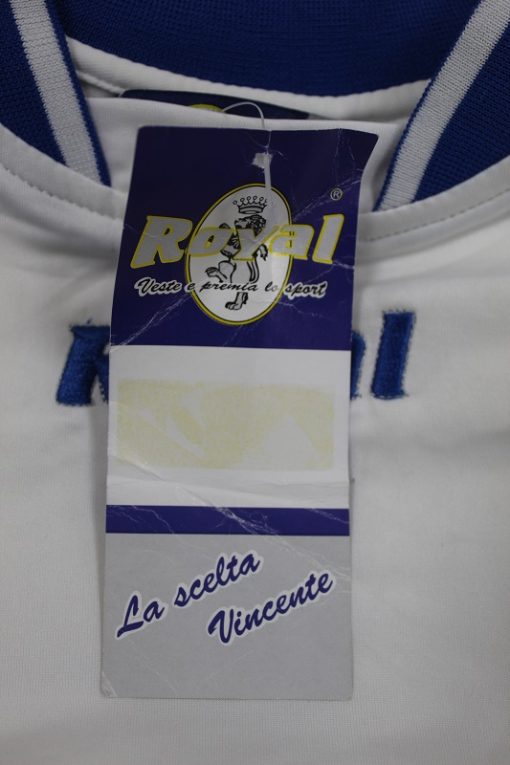 Royal®
Veste e premia lo sport
La scelta
Vincente